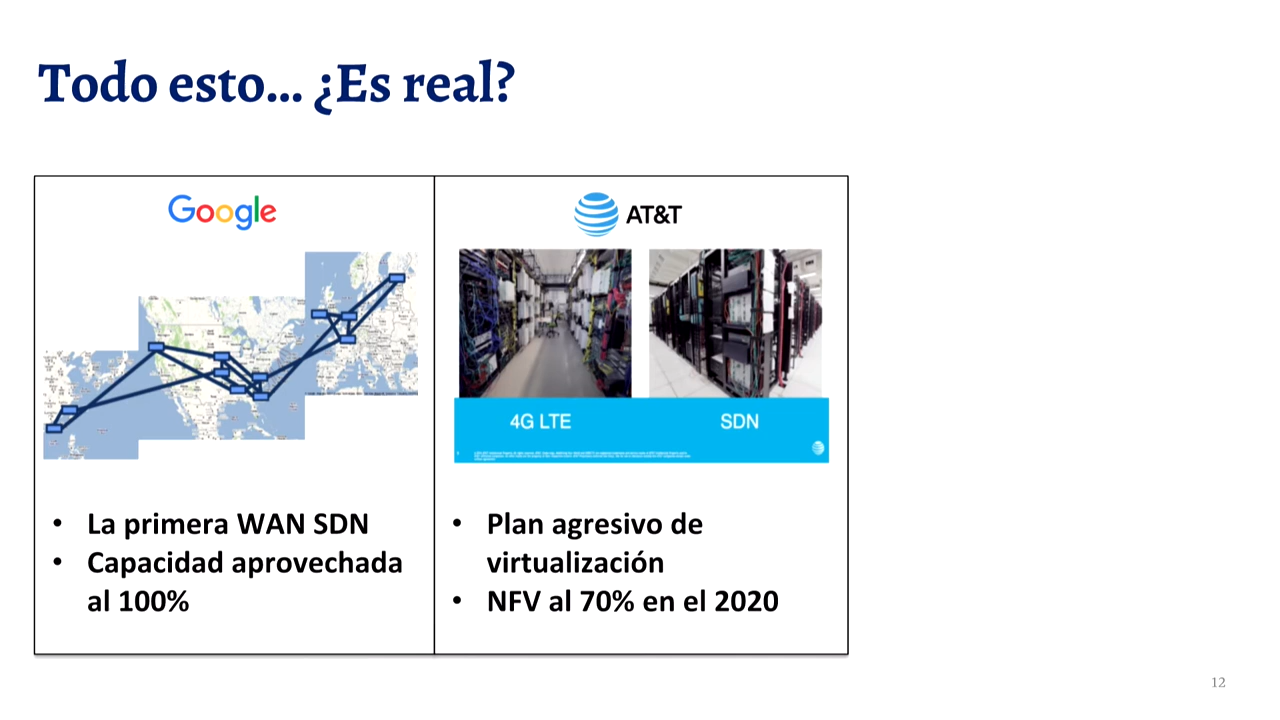 Todo esto... ¿Es real?
Google
AT&T
4G LTE
SDN
• La primera WAN SDN
• Capacidad aprovechada
al 100%
• Plan agresivo de
virtualización
• NFV al 70% en el 2020
12